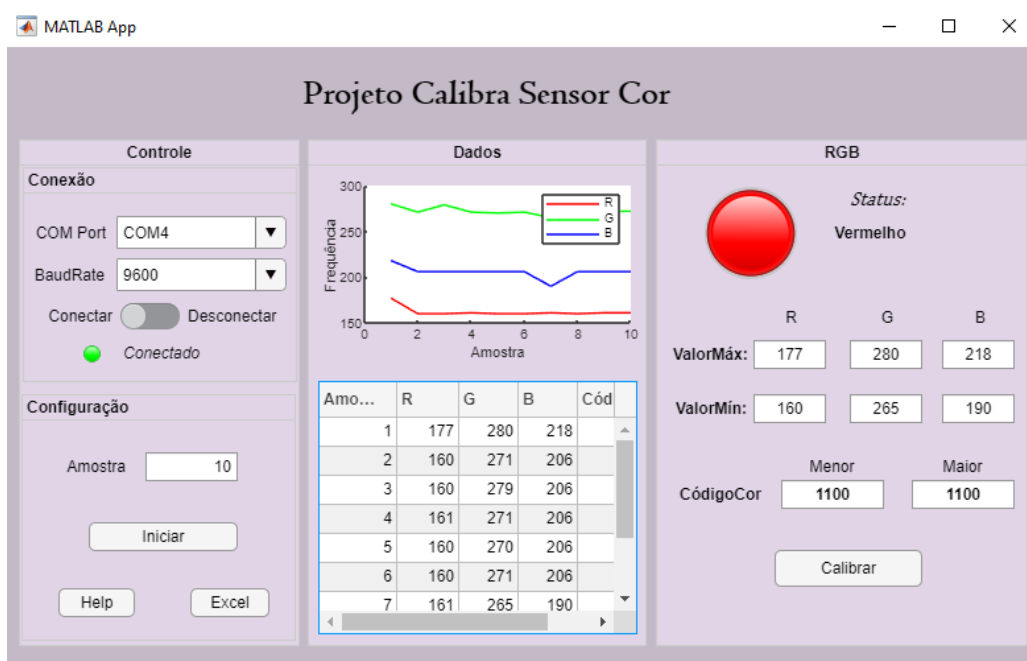 MATLAB App
Projeto Calibra Sensor Cor
Controle
Conexão
COM Port COM4
BaudRate 9600
Conectar Desconectar
Conectado
Configuração
Amostra 10
Iniciar
Help Excel
Dados
300
250
200
150
Frequência
0 2 4 6 8 10
Amostra
R
G
B
Amo... R G B Cód
1 177 280 218
2 160 271 206
3 160 279 206
4 161 271 206
5 160 270 206
6 160 271 206
7 161 265 190
RGB
Status:
Vermelho
R G B
ValorMáx: 177 280 218
ValorMín: 160 265 190
Menor Maior
CódigoCor 1100 1100
Calibrar